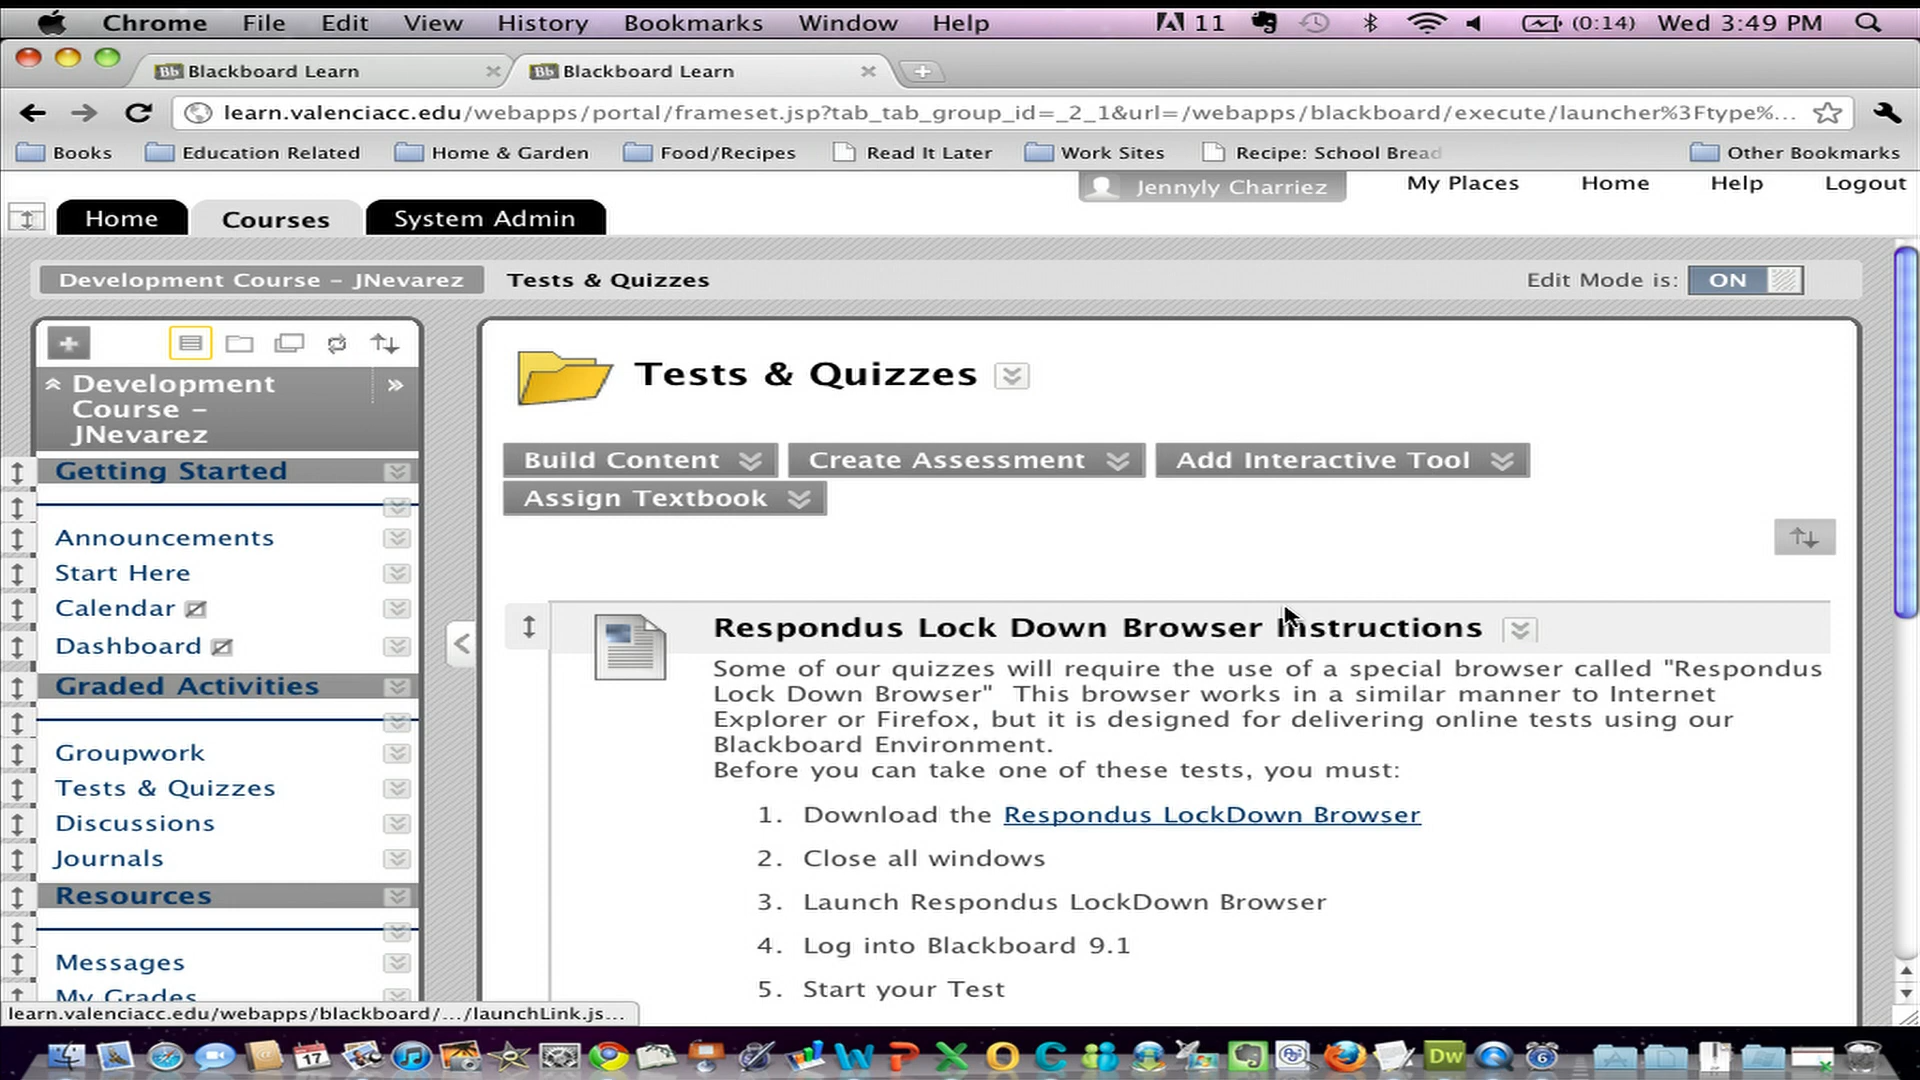 Chrome File Edit View History Bookmarks Window Help 11 (0:14) Wed 3:49 PM
Bb Blackboard Learn Bb Blackboard Learn
learn.valenciacc.edu/webapps/portal/frameset.jsp?tab_tab_group_id=_2_1&url=/webapps/blackboard/execute/launcher%3Ftype%...
Books Education Related Home & Garden Food/Recipes Read It Later Work Sites Recipe: School Bread Other Bookmarks
Jennyly Charriez My Places Home Help Logout
Home Courses System Admin
Development Course - JNevarez Tests & Quizzes Edit Mode is: ON
Development
Course -
JNevarez
Getting Started
Announcements
Start Here
Calendar
Dashboard
Graded Activities
Groupwork
Tests & Quizzes
Discussions
Journals
Resources
Messages
My Grades
learn.valenciacc.edu/webapps/blackboard/.../launchLink.js...
Tests & Quizzes
Build Content Create Assessment Add Interactive Tool
Assign Textbook
Respondus Lock Down Browser Instructions
Some of our quizzes will require the use of a special browser called "Respondus
Lock Down Browser" This browser works in a similar manner to Internet
Explorer or Firefox, but it is designed for delivering online tests using our
Blackboard Environment.
Before you can take one of these tests, you must:
1. Download the Respondus LockDown Browser
2. Close all windows
3. Launch Respondus LockDown Browser
4. Log into Blackboard 9.1
5. Start your Test
17 Dw 6